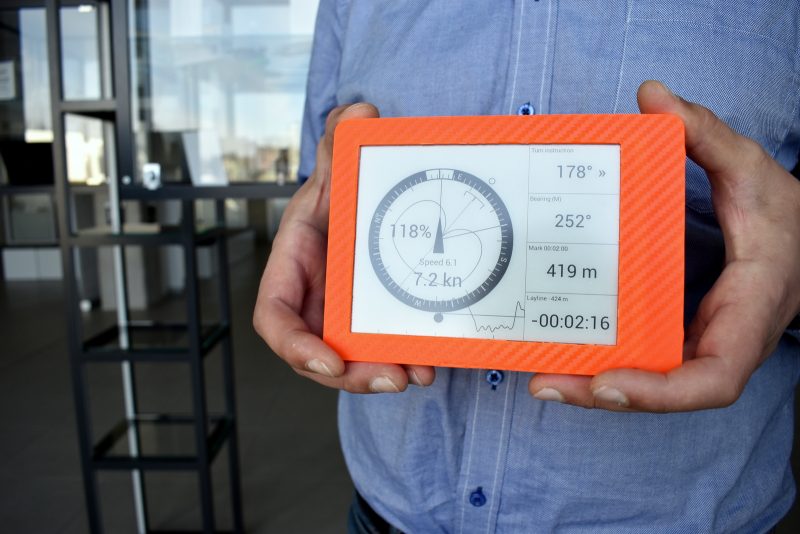 118%
Speed 6.1
7.2 kn
Turn instruction
178° »
Bearing (M)
252°
Mark 00:02:00
419 m
Layline - 424 m
-00:02:16